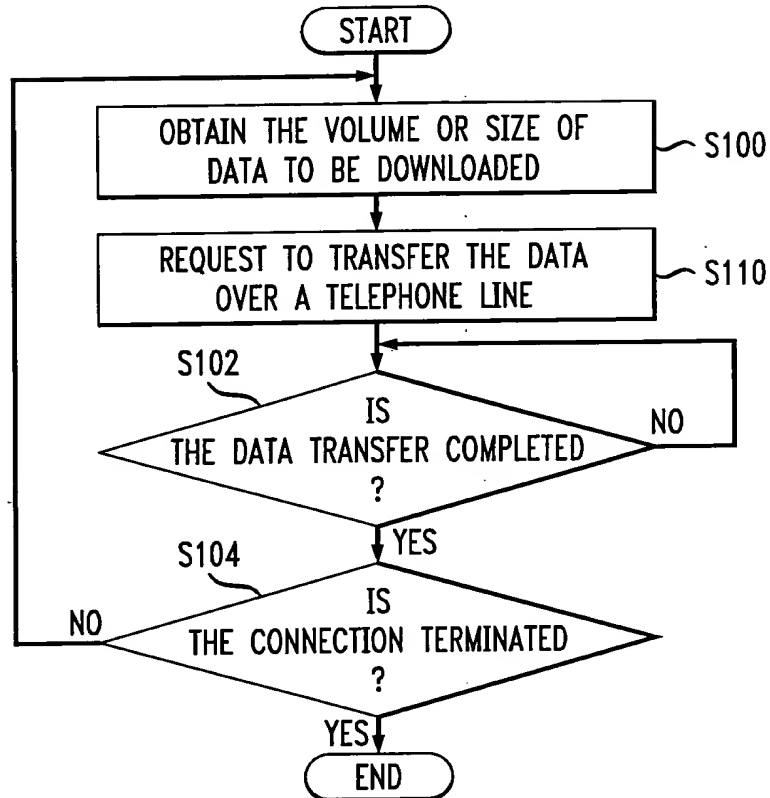 START
OBTAIN THE VOLUME OR SIZE OF
DATA TO BE DOWNLOADED
S100
REQUEST TO TRANSFER THE DATA
OVER A TELEPHONE LINE
S110
S102
IS
THE DATA TRANSFER COMPLETED
?
NO
YES
S104
IS
THE CONNECTION TERMINATED
?
NO
YES
END